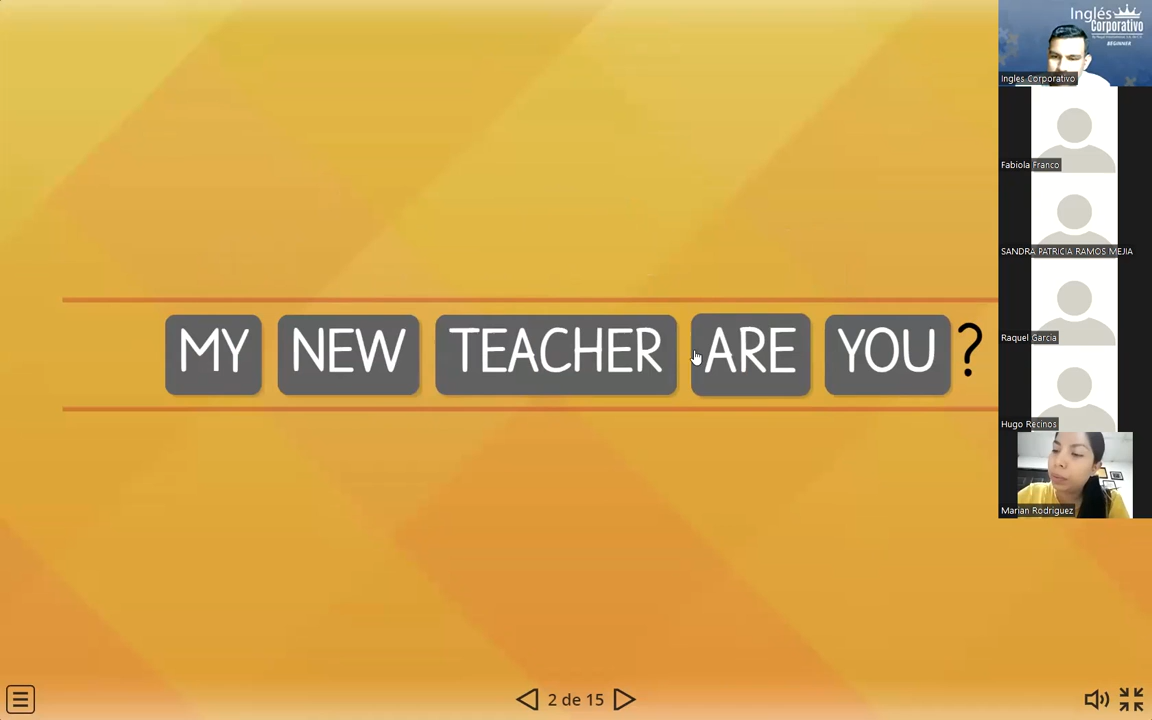 Inglés
Corporativo
BEGINNER
Ingles Corporativo
Fabiola Franco
SANDRA PATRICIA RAMOS MEJIA
MY NEW TEACHER ARE YOU ?
Raquel Garcia
Hugo Recinos
Marian Rodriguez
2 de 15